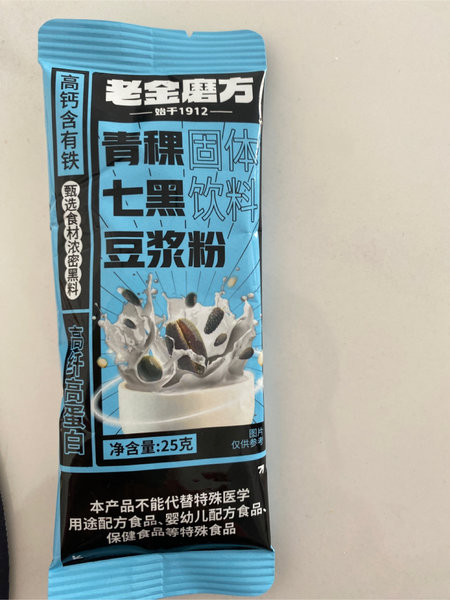 老金磨方
始于1912
高钙含有铁
甄选食材浓密黑料
高纤高蛋白
青稞
七黑
豆浆粉
固体
饮料
图片
仅供参考
净含量:25克
本产品不能代替特殊医学
用途配方食品、婴幼儿配方食品、
保健食品等特殊食品